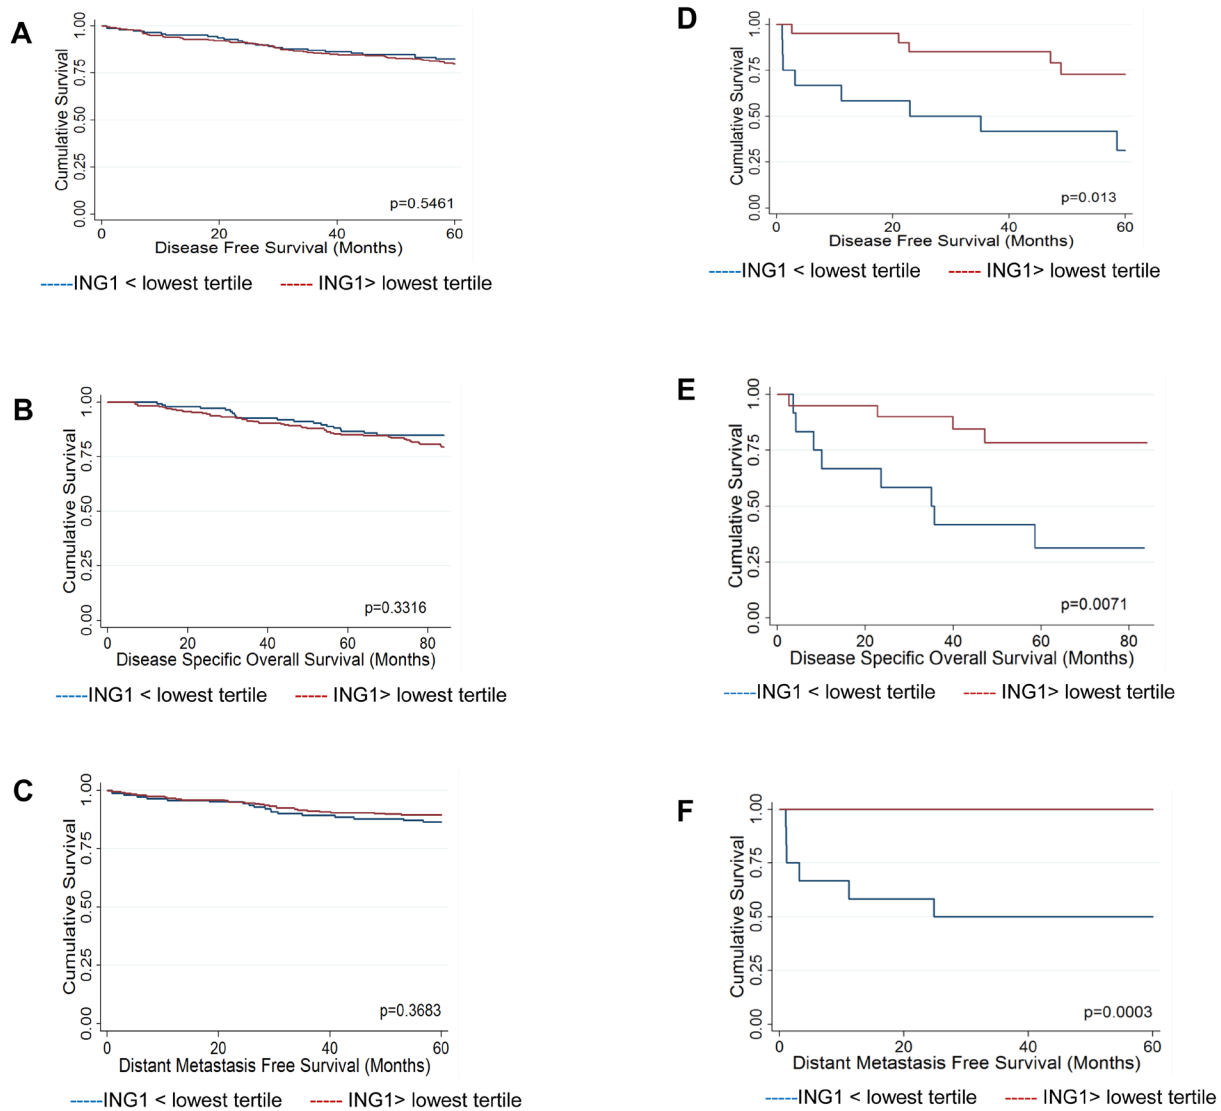 A
Cumulative Survival
1.00
0.75
0.50
0.25
0.00
p=0.5461
0 20 40 60
Disease Free Survival (Months)
ING1 < lowest tertile ING1> lowest tertile
B
Cumulative Survival
1.00
0.75
0.50
0.25
0.00
p=0.3316
0 20 40 60 80
Disease Specific Overall Survival (Months)
ING1 < lowest tertile ING1> lowest tertile
C
Cumulative Survival
1.00
0.75
0.50
0.25
0.00
p=0.3683
0 20 40 60
Distant Metastasis Free Survival (Months)
ING1 < lowest tertile ING1> lowest tertile
D
Cumulative Survival
1.00
0.75
0.50
0.25
0.00
p=0.013
0 20 40 60
Disease Free Survival (Months)
ING1 < lowest tertile ING1> lowest tertile
E
Cumulative Survival
1.00
0.75
0.50
0.25
0.00
p=0.0071
0 20 40 60 80
Disease Specific Overall Survival (Months)
ING1 < lowest tertile ING1> lowest tertile
F
Cumulative Survival
1.00
0.75
0.50
0.25
0.00
p=0.0003
0 20 40 60
Distant Metastasis Free Survival (Months)
ING1 < lowest tertile ING1> lowest tertile